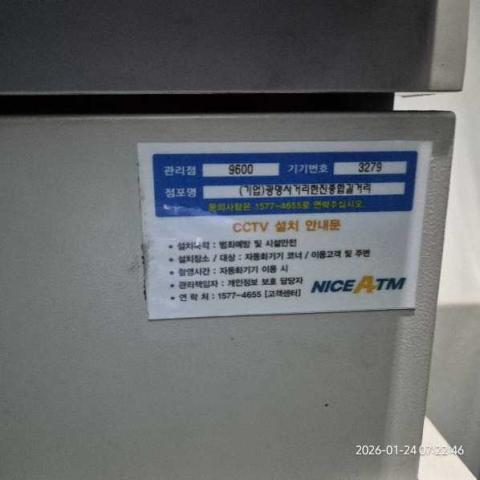 관리점 9600 기기번호 3279
점포명 (기업)광명사거리현진종합길거리
문의사항은 1577-4655로 연락주십시오.
CCTV 설치 안내문
• 설치목적 : 범죄예방 및 시설안전
• 설치장소 / 대상 : 자동화기기 코너 / 이용고객 및 주변
• 촬영시간 : 자동화기기 이용 시
• 관리책임자 : 개인정보 보호 담당자
• 연 락 처 : 1577-4655 [고객센터]
NICE ATM
2026-01-24 07:22:46